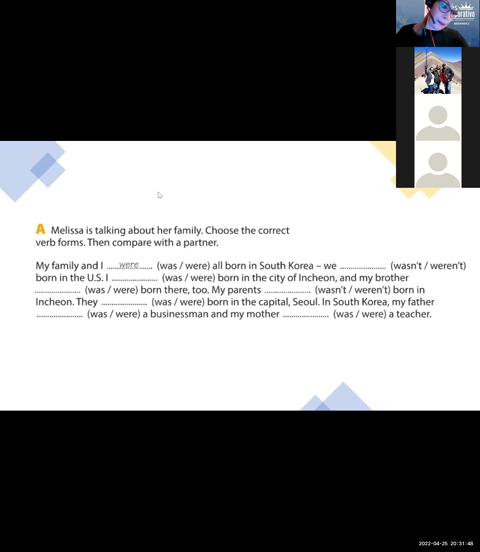 A Melissa is talking about her family. Choose the correct
verb forms. Then compare with a partner.
My family and I ......were...... (was / were) all born in South Korea – we ...................... (wasn't / weren't)
born in the U.S. I ...................... (was / were) born in the city of Incheon, and my brother
...................... (was / were) born there, too. My parents ...................... (wasn't / weren't) born in
Incheon. They ...................... (was / were) born in the capital, Seoul. In South Korea, my father
...................... (was / were) a businessman and my mother ...................... (was / were) a teacher.
2022-04-25 20:31:48